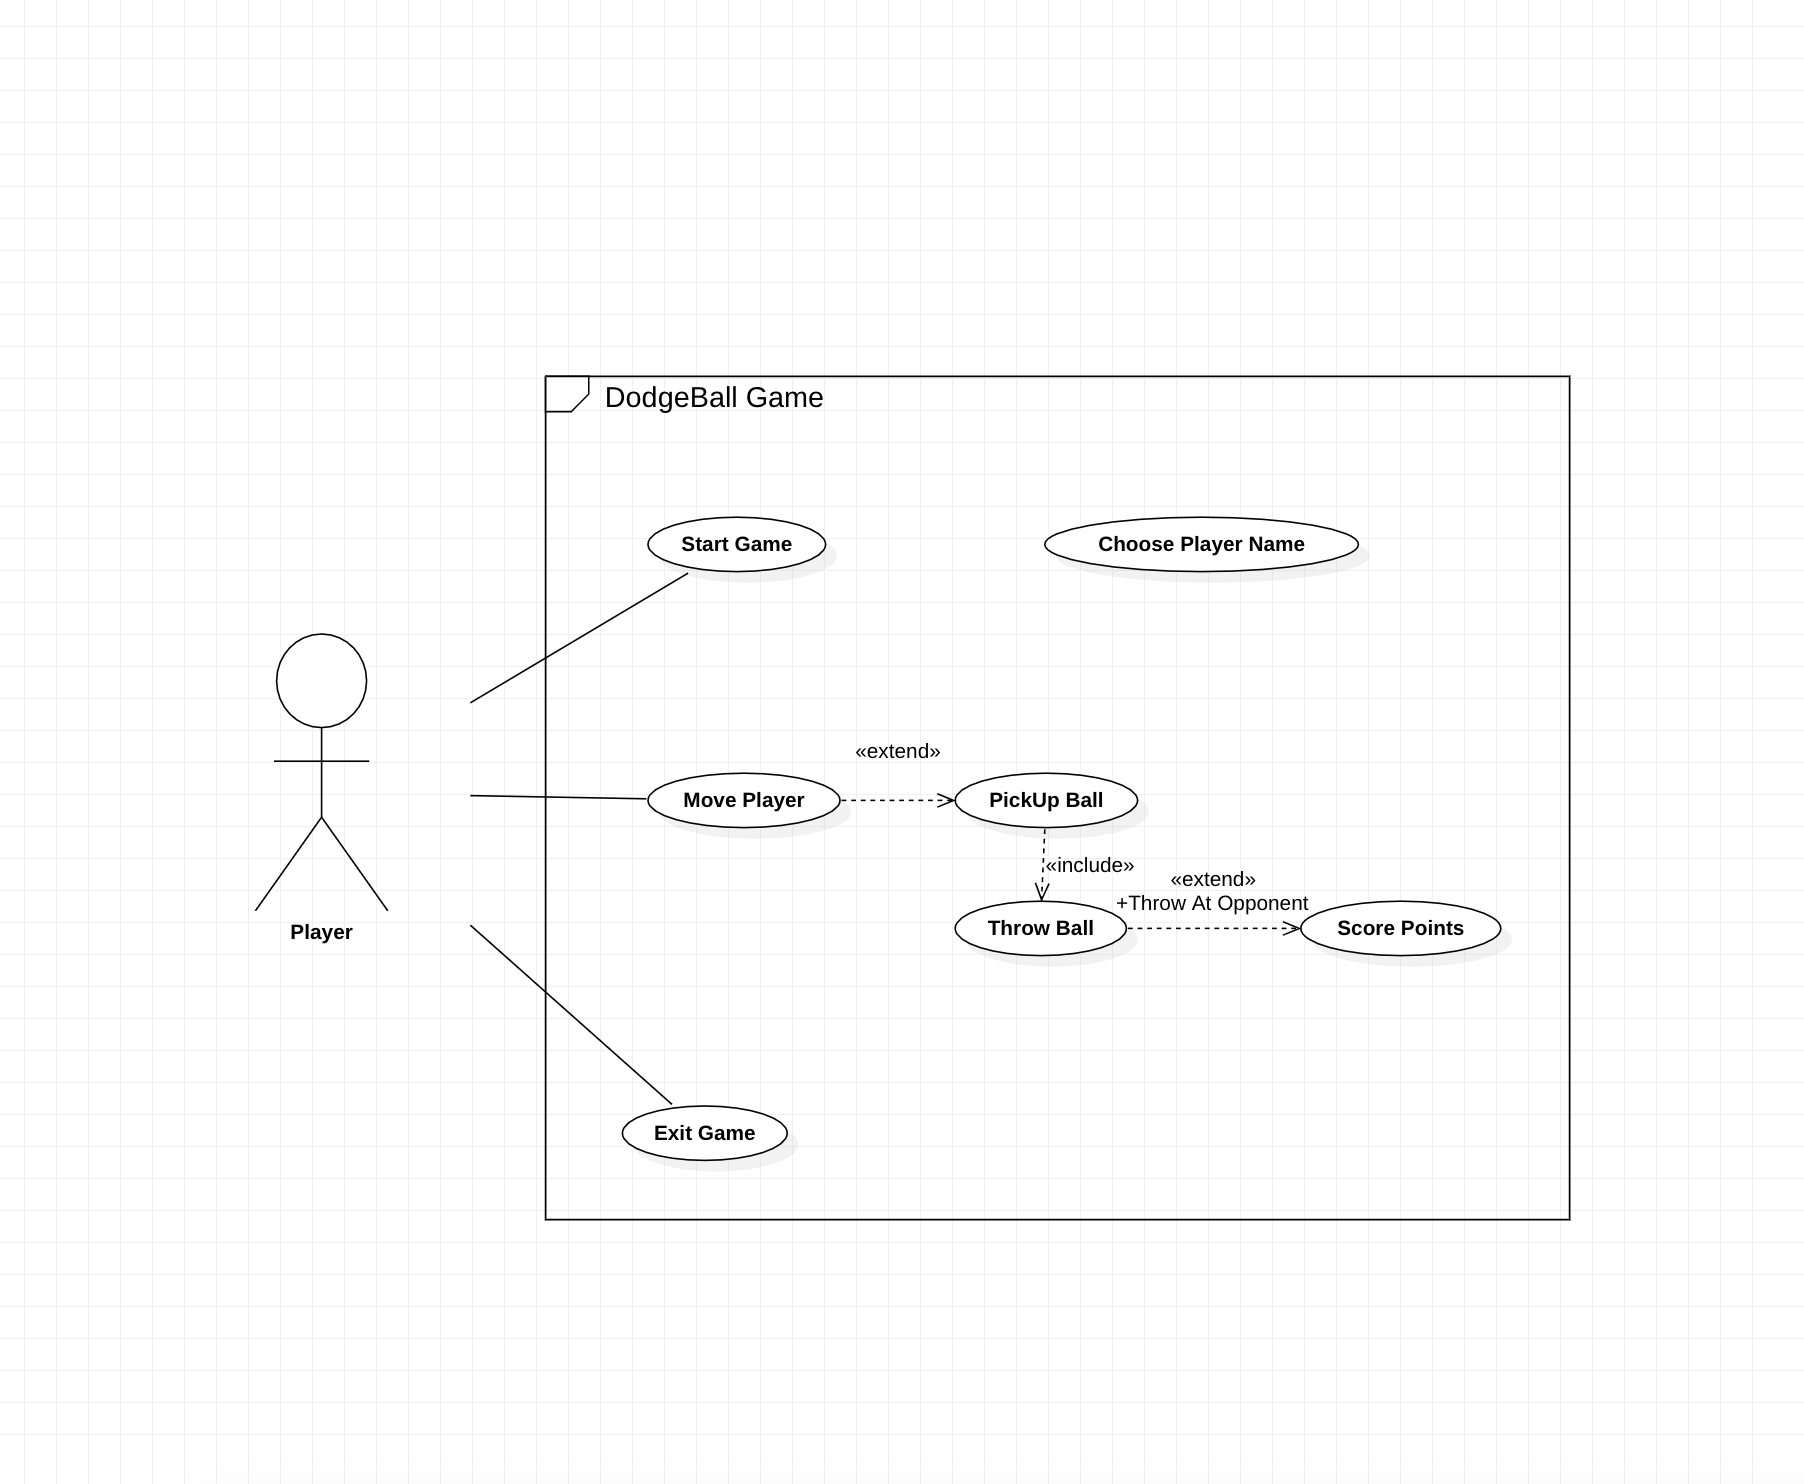 DodgeBall Game
Start Game
Choose Player Name
«extend»
Move Player
PickUp Ball
«include»
«extend»
+Throw At Opponent
Throw Ball
Score Points
Player
Exit Game